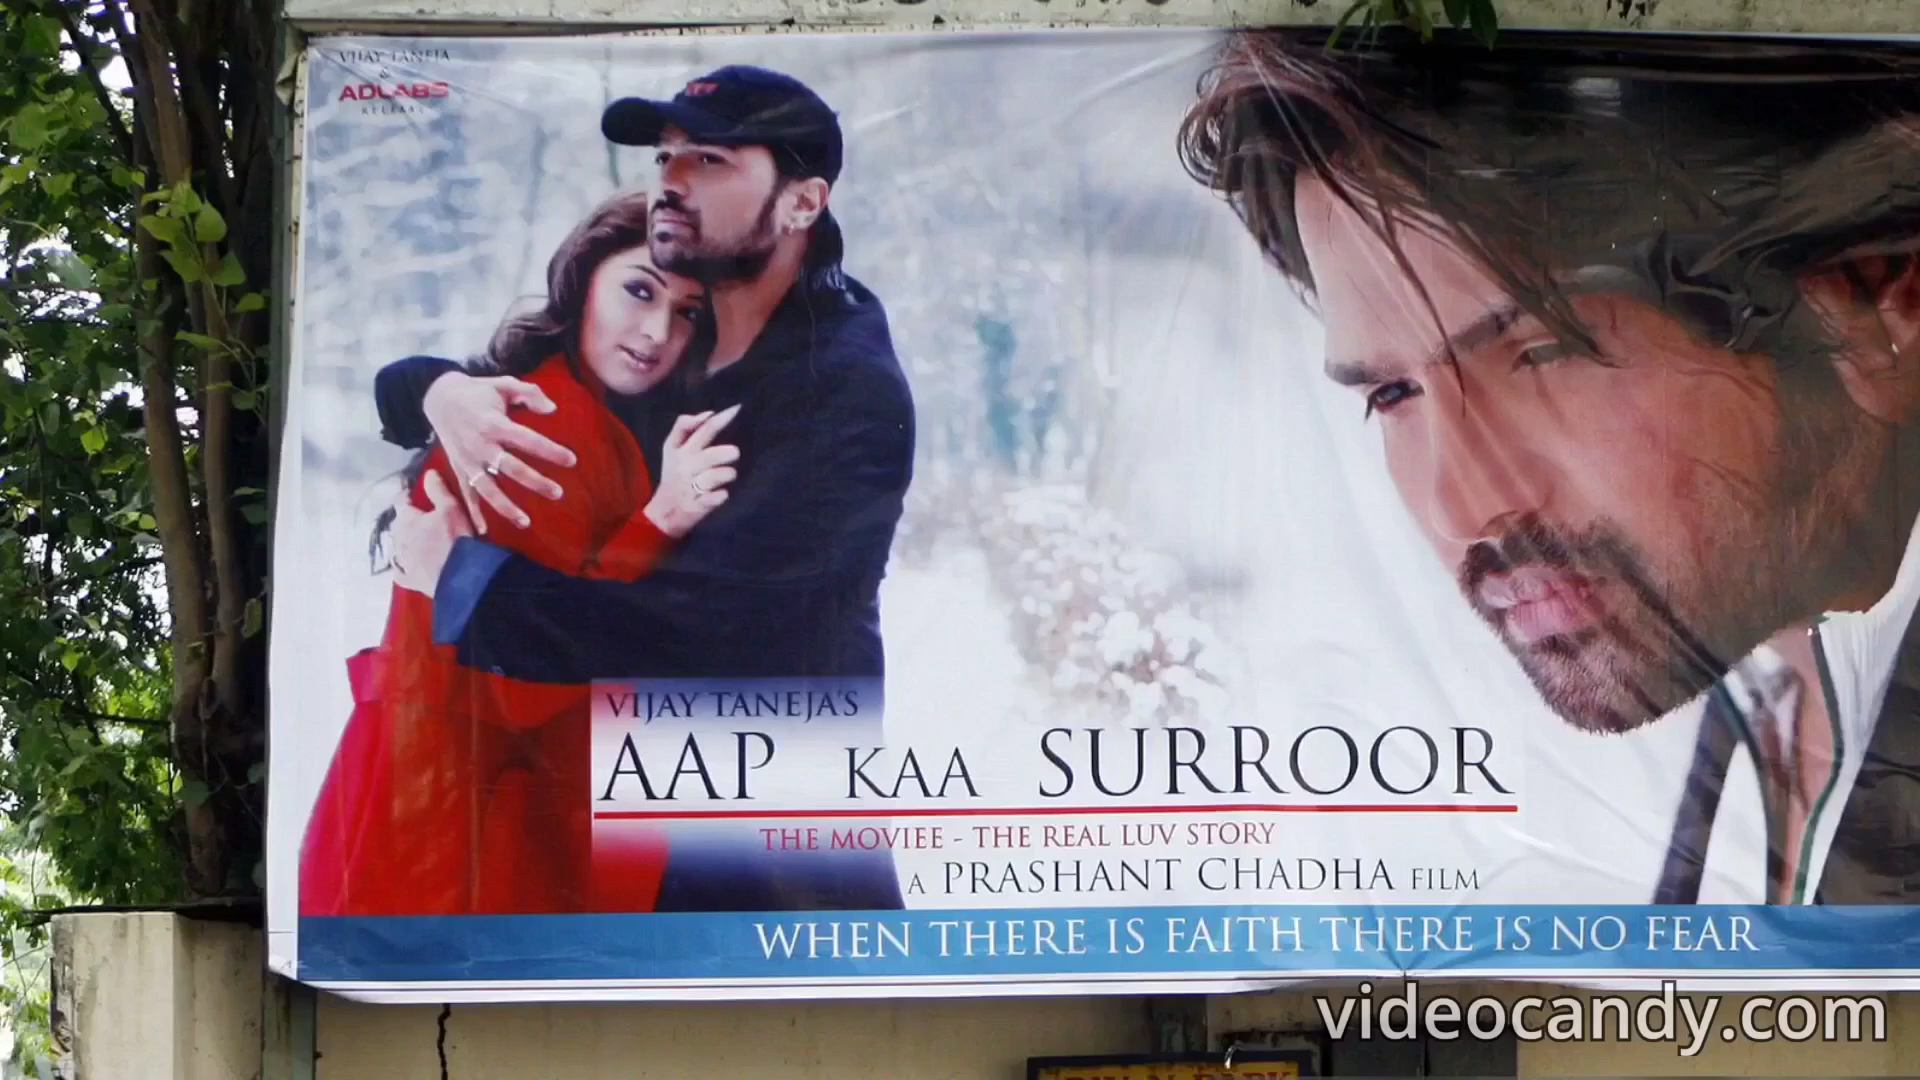 VIJAY TANEJA
&
ADLABS
RELEASE
VIJAY TANEJA'S
AAP KAA SURROOR
THE MOVIEE - THE REAL LUV STORY
A PRASHANT CHADHA FILM
WHEN THERE IS FAITH THERE IS NO FEAR
videocandy.com